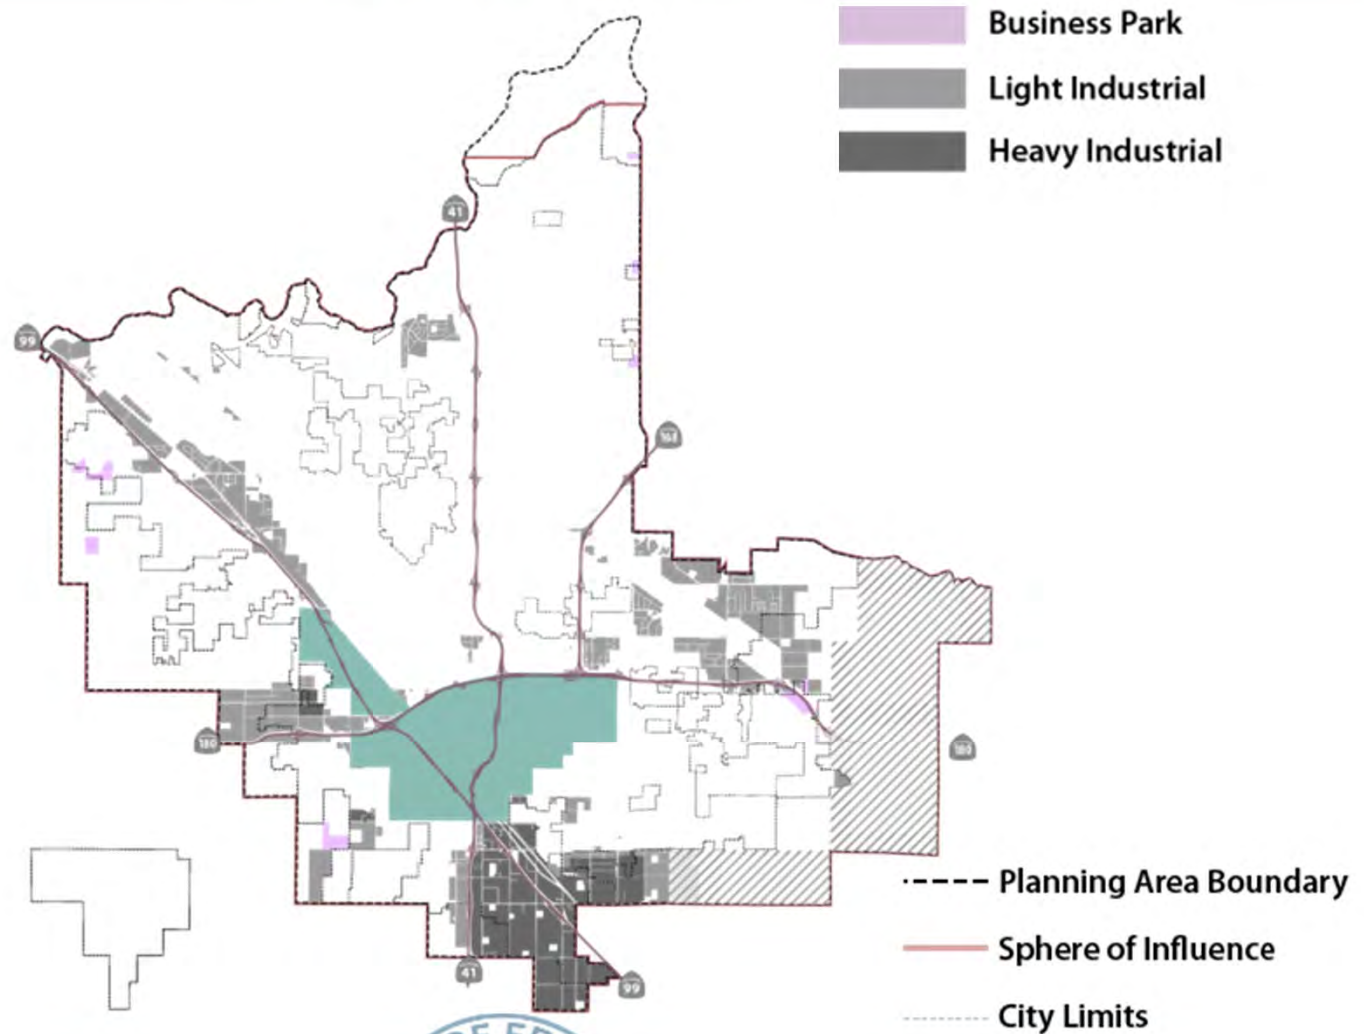 Business Park
Light Industrial
Heavy Industrial
41
99
168
180
180
Planning Area Boundary
41
99
Sphere of Influence
City Limits